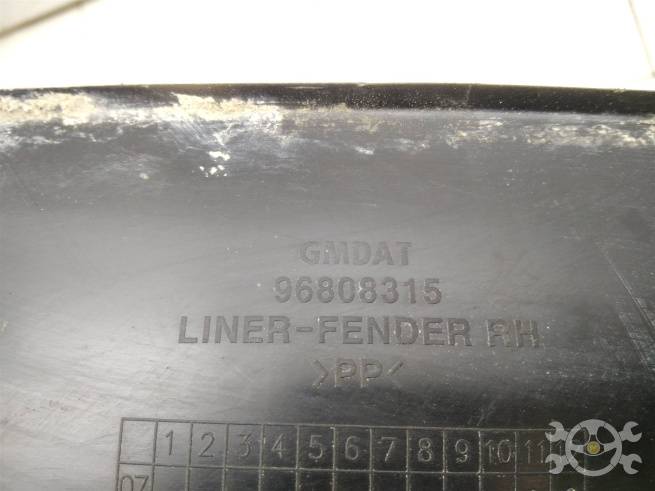 GMDAT
96808315
LINER-FENDER RH
>PP<
1 2 3 4 5 6 7 8 9 10 11
07